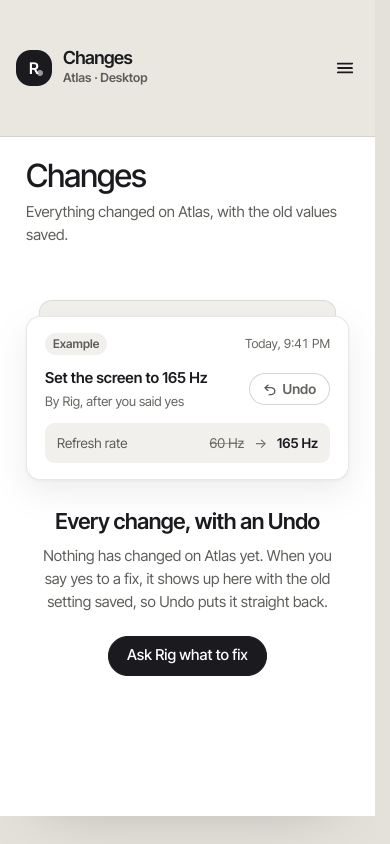 R
Changes
Atlas · Desktop
Changes
Everything changed on Atlas, with the old values
saved.
Example
Today, 9:41 PM
Set the screen to 165 Hz
By Rig, after you said yes
Undo
Refresh rate 60 Hz → 165 Hz
Every change, with an Undo
Nothing has changed on Atlas yet. When you
say yes to a fix, it shows up here with the old
setting saved, so Undo puts it straight back.
Ask Rig what to fix